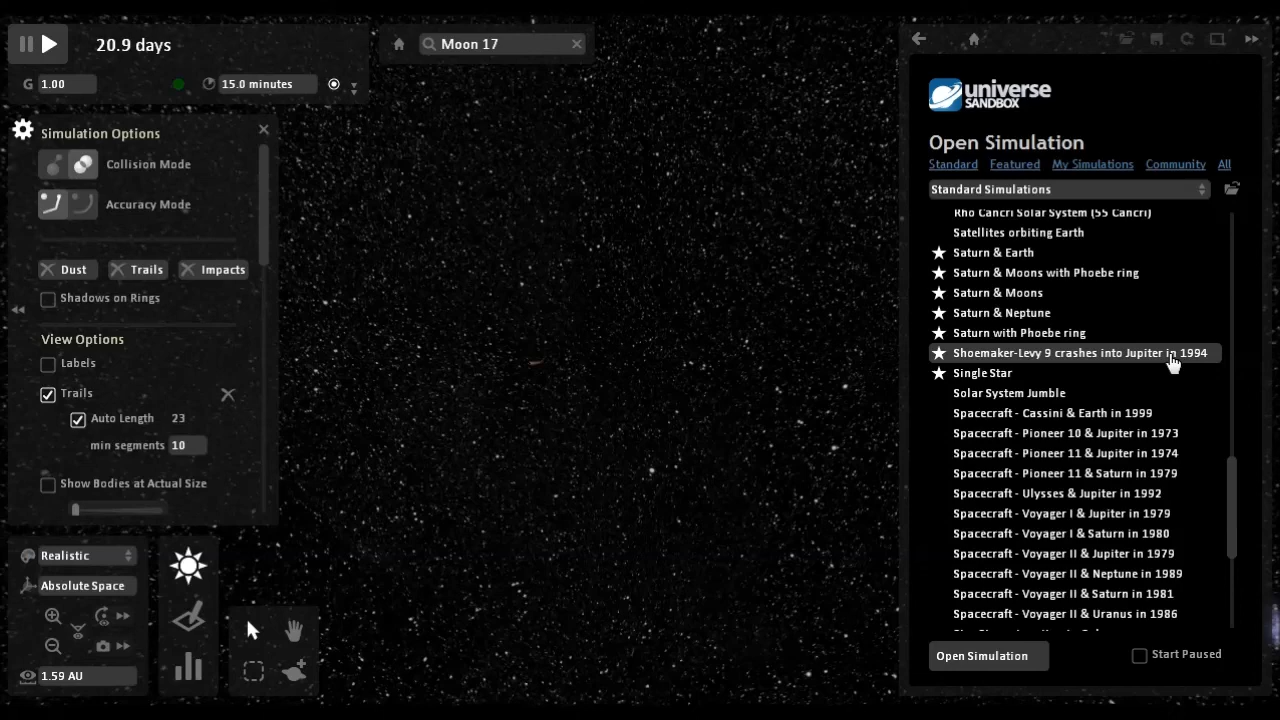 20.9 days
G 1.00
15.0 minutes
Simulation Options
Collision Mode
Accuracy Mode
Dust
Trails
Impacts
Shadows on Rings
View Options
Labels
Trails
Auto Length 23
min segments 10
Show Bodies at Actual Size
Realistic
Absolute Space
1.59 AU
Moon 17
universe
SANDBOX
Open Simulation
Standard Featured My Simulations Community All
Standard Simulations
Rho Cancri Solar System (55 Cancri)
Satellites orbiting Earth
Saturn & Earth
Saturn & Moons with Phoebe ring
Saturn & Moons
Saturn & Neptune
Saturn with Phoebe ring
Shoemaker-Levy 9 crashes into Jupiter in 1994
Single Star
Solar System Jumble
Spacecraft - Cassini & Earth in 1999
Spacecraft - Pioneer 10 & Jupiter in 1973
Spacecraft - Pioneer 11 & Jupiter in 1974
Spacecraft - Pioneer 11 & Saturn in 1979
Spacecraft - Ulysses & Jupiter in 1992
Spacecraft - Voyager I & Jupiter in 1979
Spacecraft - Voyager I & Saturn in 1980
Spacecraft - Voyager II & Jupiter in 1979
Spacecraft - Voyager II & Neptune in 1989
Spacecraft - Voyager II & Saturn in 1981
Spacecraft - Voyager II & Uranus in 1986
Open Simulation
Start Paused